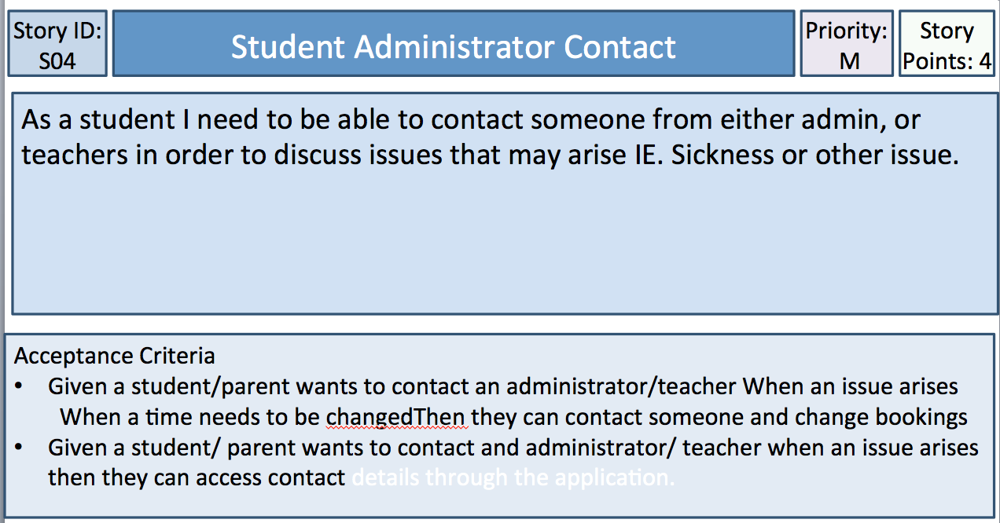 Story ID:
S04
Student Administrator Contact
Priority:
M
Story
Points: 4
As a student I need to be able to contact someone from either admin, or
teachers in order to discuss issues that may arise IE. Sickness or other issue.
Acceptance Criteria
• Given a student/parent wants to contact an administrator/teacher When an issue arises
When a time needs to be changedThen they can contact someone and change bookings
• Given a student/ parent wants to contact and administrator/ teacher when an issue arises
then they can access contact details through the application.